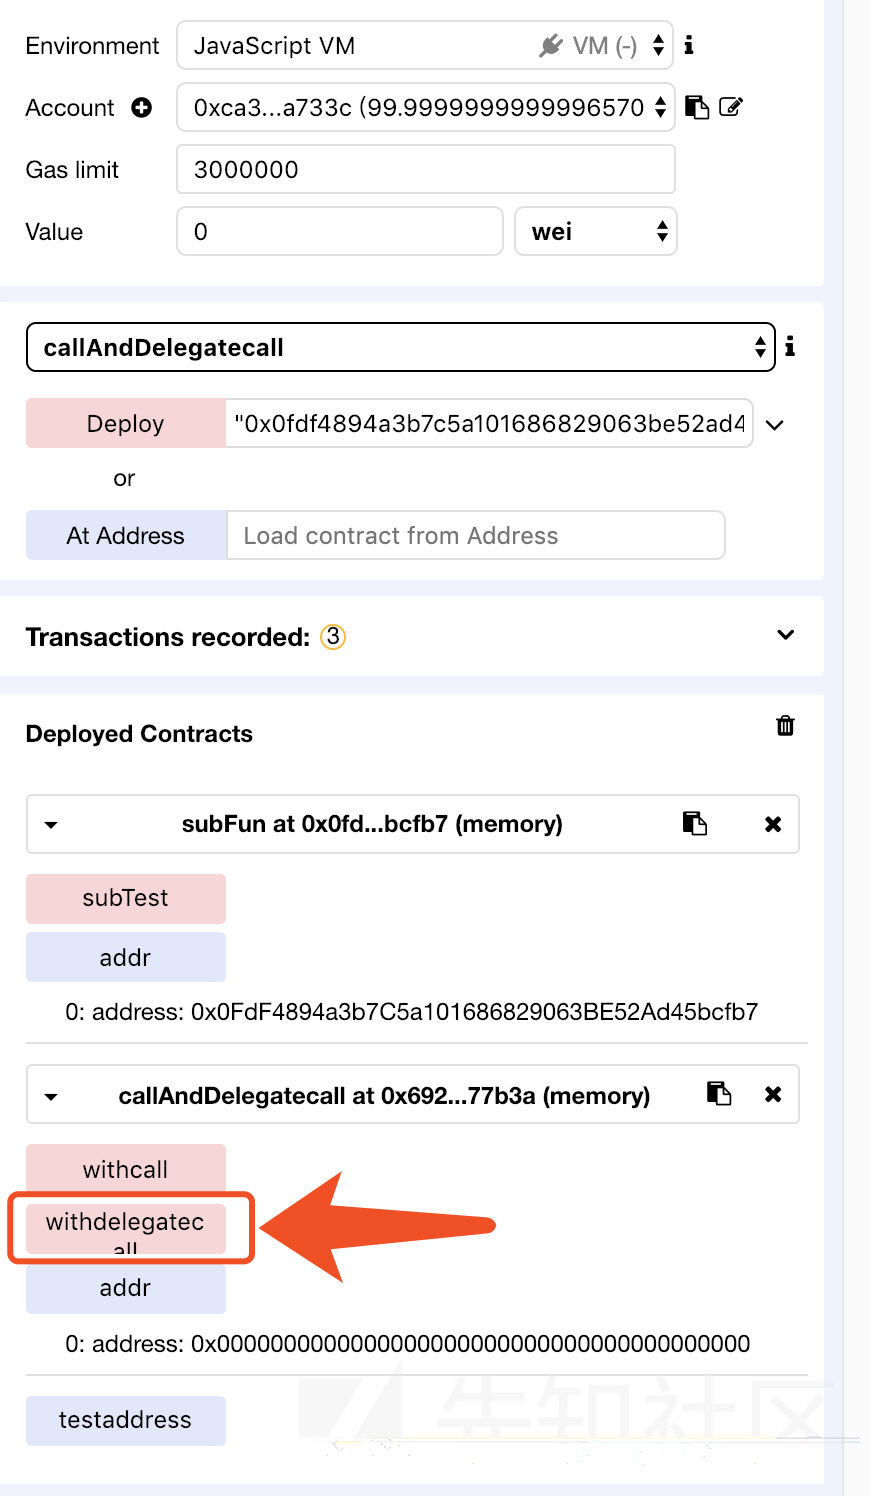 Environment JavaScript VM VM (-) i
Account 0xca3...a733c (99.9999999999996570
Gas limit 3000000
Value 0 wei
callAndDelegatecall i
Deploy "0x0fdf4894a3b7c5a101686829063be52ad4
or
At Address Load contract from Address
Transactions recorded: 3
Deployed Contracts
subFun at 0x0fd...bcfb7 (memory)
subTest
addr
0: address: 0x0FdF4894a3b7C5a101686829063BE52Ad45bcfb7
callAndDelegatecall at 0x692...77b3a (memory)
withcall
withdelegatec
all
addr
0: address: 0x0000000000000000000000000000000000000000
testaddress
先知社区